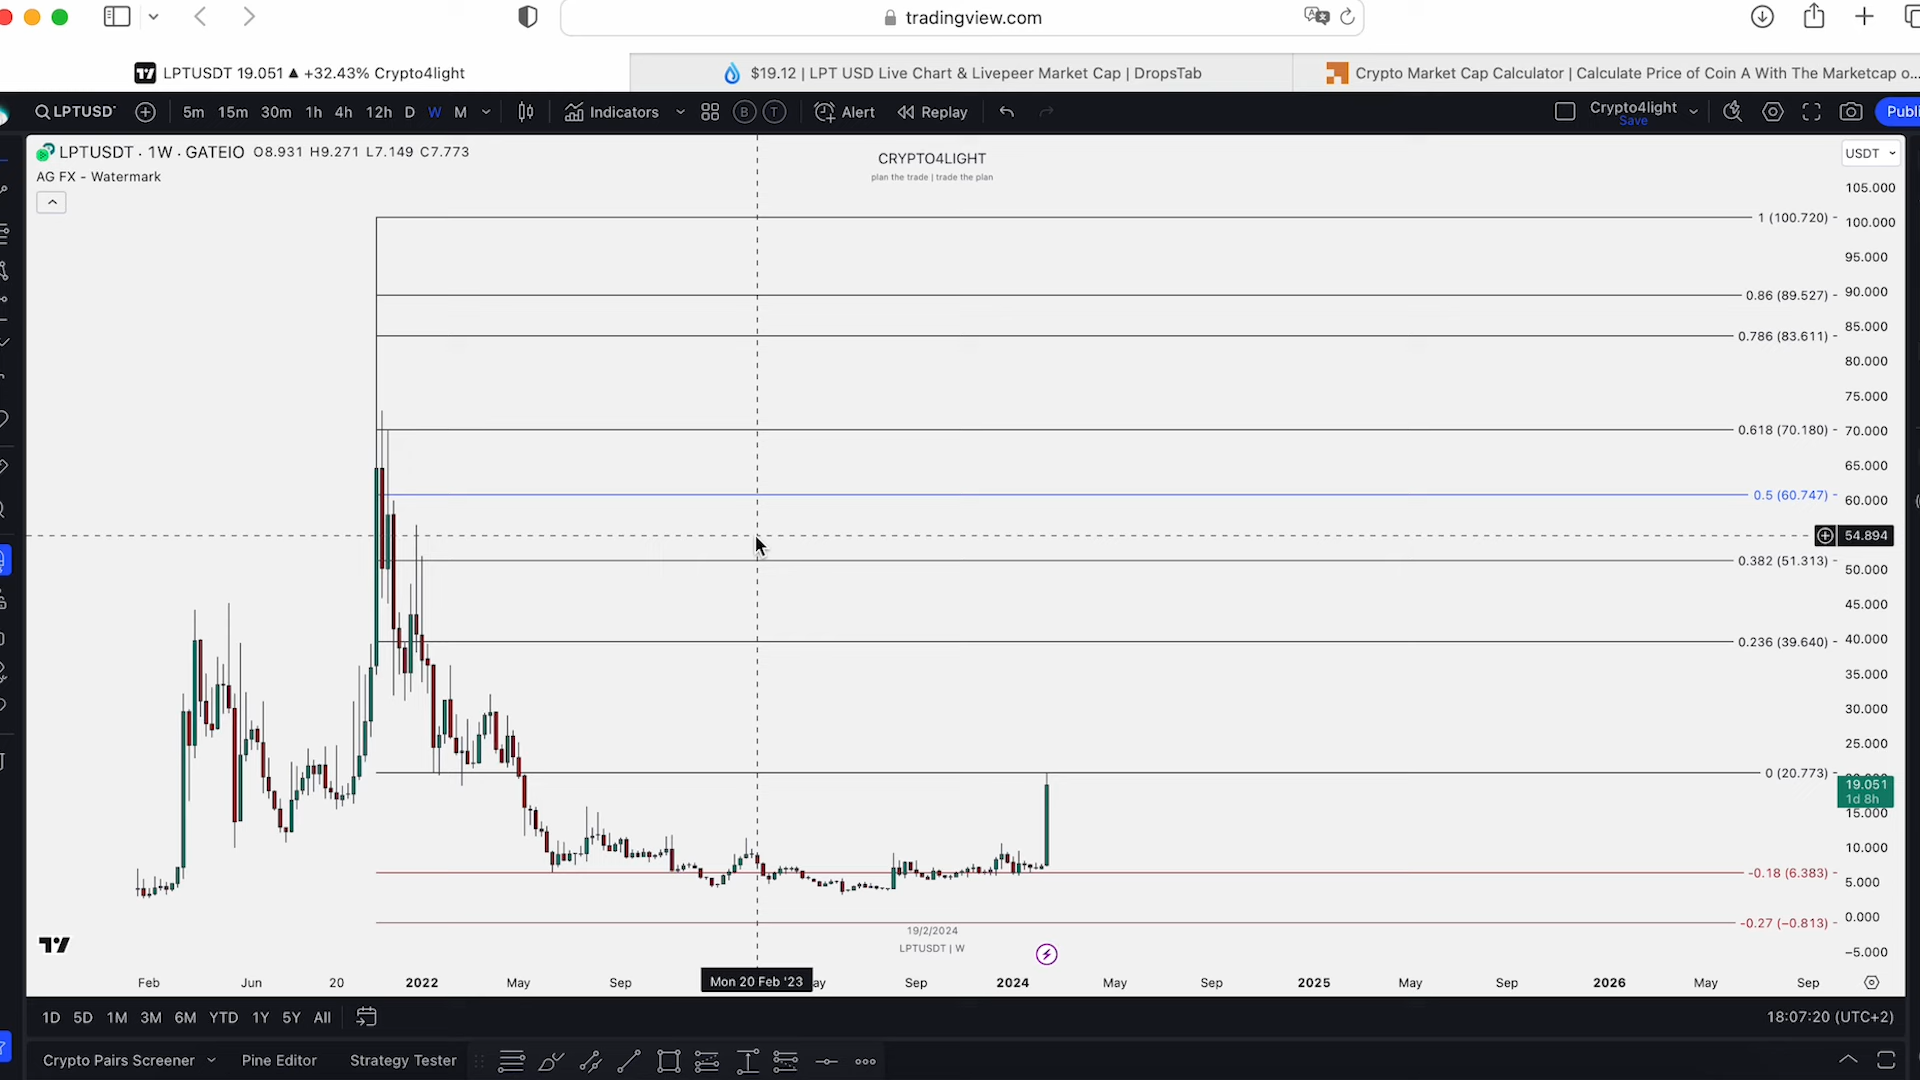 tradingview.com
LPTUSDT 19.051 ▲ +32.43% Crypto4light
$19.12 | LPT USD Live Chart & Livepeer Market Cap | DropsTab
Crypto Market Cap Calculator | Calculate Price of Coin A With The Marketcap o...
LPTUSD
5m 15m 30m 1h 4h 12h D W M
Indicators
B T
Alert
Replay
Crypto4light
Save
Publi
LPTUSDT · 1W · GATEIO O8.931 H9.271 L7.149 C7.773
AG FX - Watermark
CRYPTO4LIGHT
plan the trade | trade the plan
USDT
105.000
1 (100.720)
100.000
95.000
0.86 (89.527)
90.000
85.000
0.786 (83.611)
80.000
75.000
0.618 (70.180)
70.000
65.000
0.5 (60.747)
60.000
54.894
0.382 (51.313)
50.000
45.000
0.236 (39.640)
40.000
35.000
30.000
25.000
0 (20.773)
19.051
1d 8h
15.000
10.000
-0.18 (6.383)
5.000
-0.27 (−0.813)
0.000
−5.000
19/2/2024
LPTUSDT | W
Feb Jun 20 2022 May Sep Mon 20 Feb '23 ay Sep 2024 May Sep 2025 May Sep 2026 May Sep
1D 5D 1M 3M 6M YTD 1Y 5Y All
18:07:20 (UTC+2)
Crypto Pairs Screener Pine Editor Strategy Tester